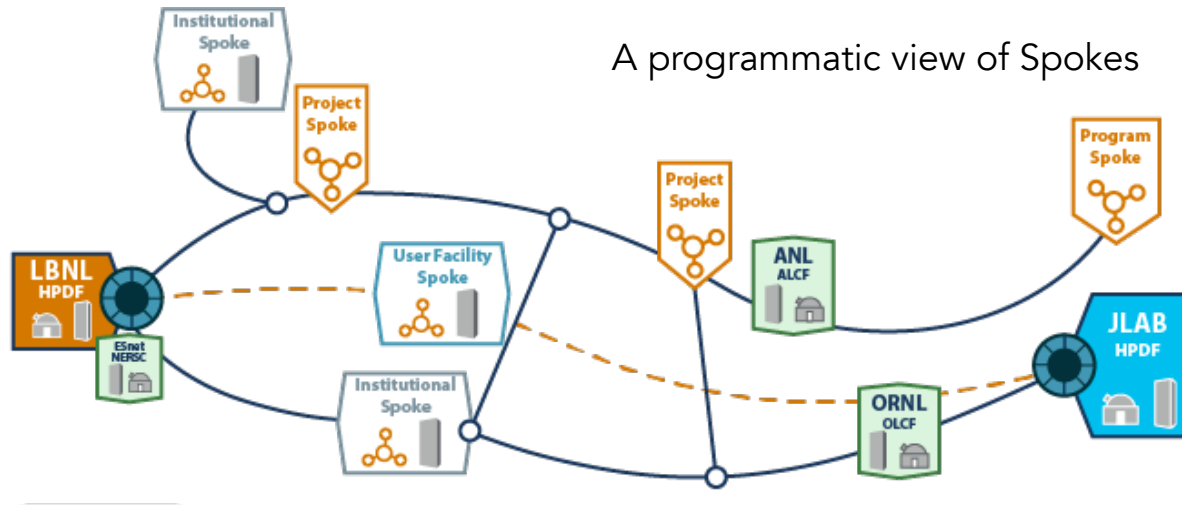 Institutional
Spoke
A programmatic view of Spokes
Project
Spoke
Program
Spoke
Project
Spoke
LBNL
HPDF
User Facility
Spoke
ANL
ALCF
JLAB
HPDF
ESnet
NERSC
Institutional
Spoke
ORNL
OLCF